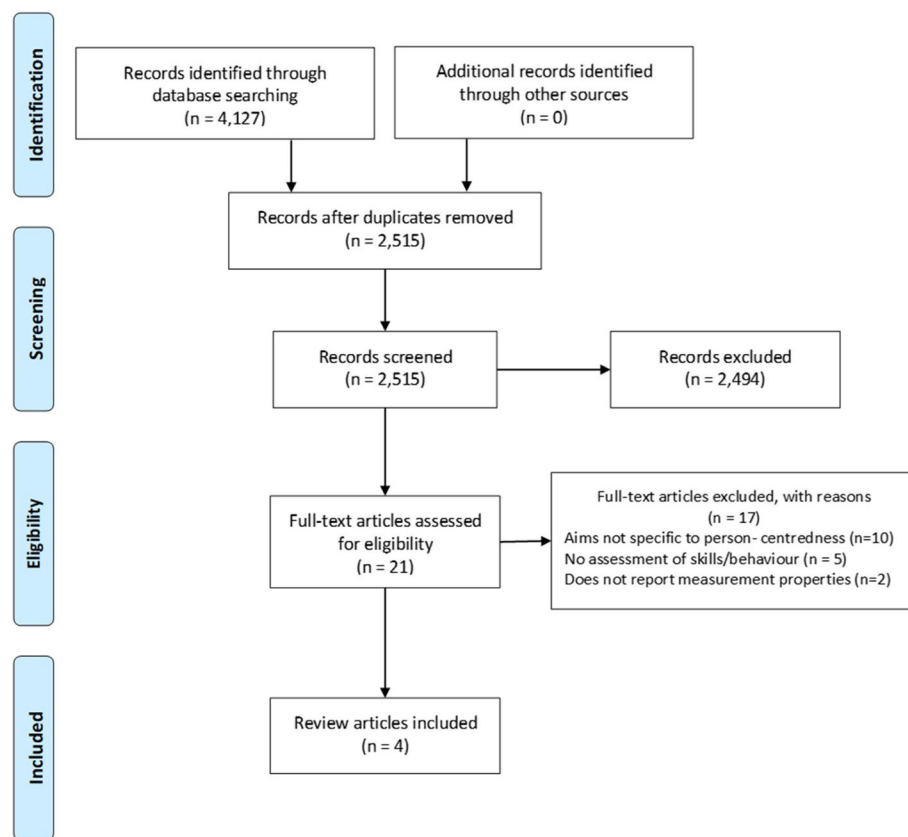 Identification
Records identified through
database searching
(n = 4,127)
Additional records identified
through other sources
(n = 0)
Records after duplicates removed
(n = 2,515)
Screening
Records screened
(n = 2,515)
Records excluded
(n = 2,494)
Eligibility
Full-text articles assessed
for eligibility
(n = 21)
Full-text articles excluded, with reasons
(n = 17)
Aims not specific to person- centredness (n=10)
No assessment of skills/behaviour (n = 5)
Does not report measurement properties (n=2)
Included
Review articles included
(n = 4)